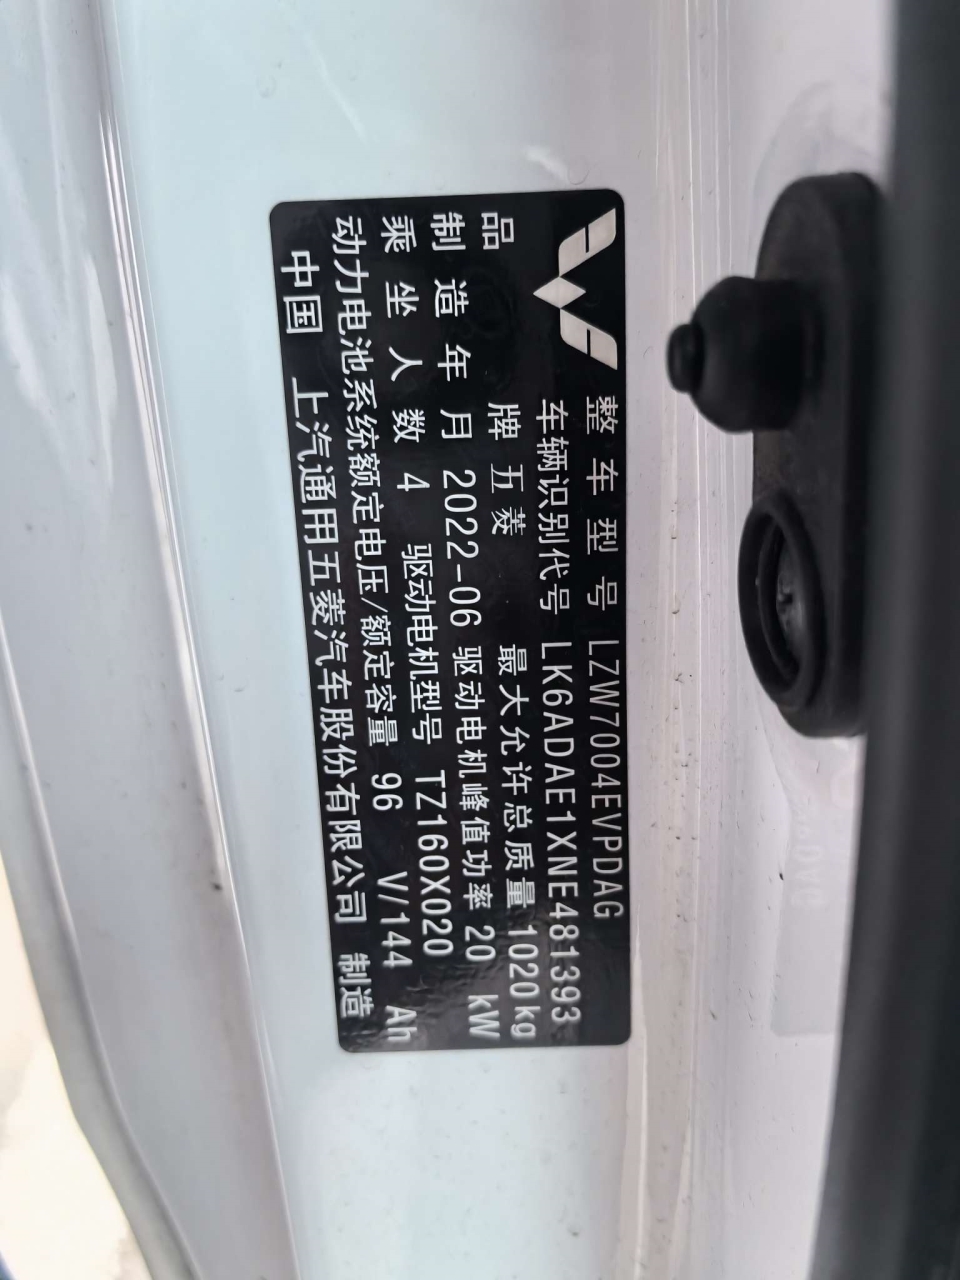 整车型号 LZW7004EVPDAG
车辆识别代号 LK6ADAE1XNE481393
品牌 五菱 最大允许总质量 1020kg
制造年月 2022-06 驱动电机峰值功率 20 kW
乘坐人数 4 驱动电机型号 TZ160X020
动力电池系统额定电压/额定容量 96 V/144 Ah
中国 上汽通用五菱汽车股份有限公司 制造